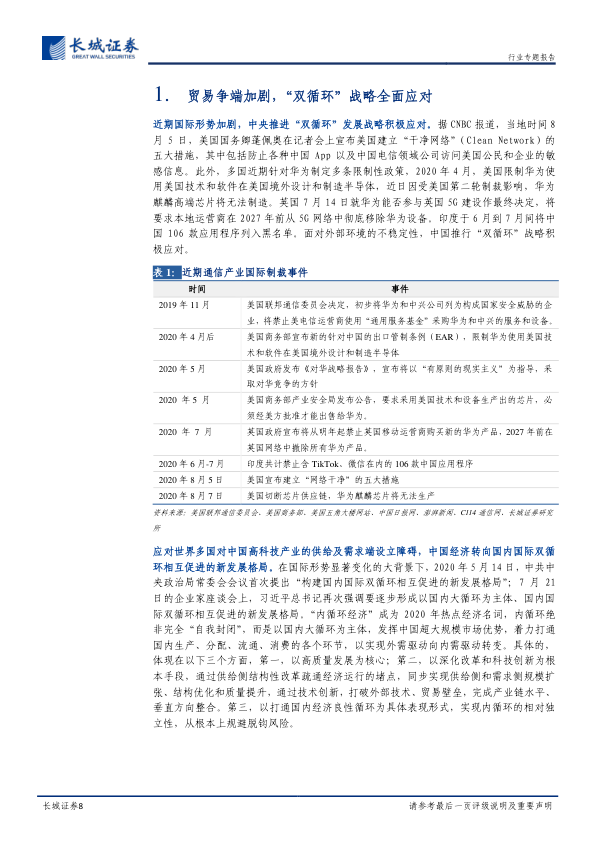 长城证券
GREAT WALL SECURITIES
行业专题报告
1. 贸易争端加剧，“双循环”战略全面应对
近期国际形势加剧，中央推进“双循环”发展战略积极应对。据 CNBC 报道，当地时间 8
月 5 日，美国国务卿蓬佩奥在记者会上宣布美国建立“干净网络”(Clean Network) 的
五大措施，其中包括防止各种中国 App 以及中国电信领域公司访问美国公民和企业的敏
感信息。此外，多国近期针对华为制定多条限制性政策，2020 年 4 月，美国限制华为使
用美国技术和软件在美国境外设计和制造半导体，近日因受美国第二轮制裁影响，华为
麒麟高端芯片将无法制造。英国 7 月 14 日就华为能否参与英国 5G 建设作最终决定，将
要求本地运营商在 2027 年前从 5G 网络中彻底移除华为设备。印度于 6 月到 7 月间将中
国 106 款应用程序列入黑名单。面对外部环境的不稳定性，中国推行“双循环”战略积
极应对。
表 1：近期通信产业国际制裁事件
时间 事件
2019 年 11 月 美国联邦通信委员会决定，初步将华为和中兴公司列为构成国家安全威胁的企
业，将禁止美电信运营商使用“通用服务基金”采购华为和中兴的服务和设备。
2020 年 4 月后 美国商务部宣布新的针对中国的出口管制条例（EAR），限制华为使用美国技
术和软件在美国境外设计和制造半导体
2020 年 5 月 美国政府发布《对华战略报告》，宣布将以“有原则的现实主义”为指导，采
取对华竞争的方针
2020 年 5 月 美国商务部产业安全局发布公告，要求采用美国技术和设备生产出的芯片，必
须经美方批准才能出售给华为。
2020 年 7 月 英国政府宣布将从明年起禁止英国移动运营商购买新的华为产品，2027 年前在
英国网络中撤除所有华为产品。
2020 年 6 月-7 月 印度共计禁止含 TikTok、微信在内的 106 款中国应用程序
2020 年 8 月 5 日 美国宣布建立“网络干净”的五大措施
2020 年 8 月 7 日 美国切断芯片供应链，华为麒麟芯片将无法生产
资料来源：美国联邦通信委员会、美国商务部、美国五角大楼网站、中国日报网、澎湃新闻、C114 通信网、长城证券研究
所
应对世界多国对中国高科技产业的供给及需求端设立障碍，中国经济转向国内国际双循
环相互促进的新发展格局。在国际形势显著变化的大背景下，2020 年 5 月 14 日，中共中
央政治局常委会会议首次提出“构建国内国际双循环相互促进的新发展格局”；7 月 21
日的企业家座谈会上，习近平总书记再次强调要逐步形成以国内大循环为主体、国内国
际双循环相互促进的新发展格局。“内循环经济”成为 2020 年热点经济名词，内循环绝
非完全“自我封闭”，而是以国内大循环为主体，发挥中国超大规模市场优势，着力打通
国内生产、分配、流通、消费的各个环节，以实现外需驱动向内需驱动转变。具体的，
体现在以下三个方面，第一，以高质量发展为核心；第二，以深化改革和科技创新为根
本手段，通过供给侧结构性改革疏通经济运行的堵点，同步实现供给侧和需求侧规模扩
张、结构优化和质量提升，通过技术创新，打破外部技术、贸易壁垒，完成产业链水平、
垂直方向整合。第三，以打通国内经济良性循环为具体表现形式，实现内循环的相对独
立性，从根本上规避脱钩风险。
长城证券8
请参考最后一页评级说明及重要声明